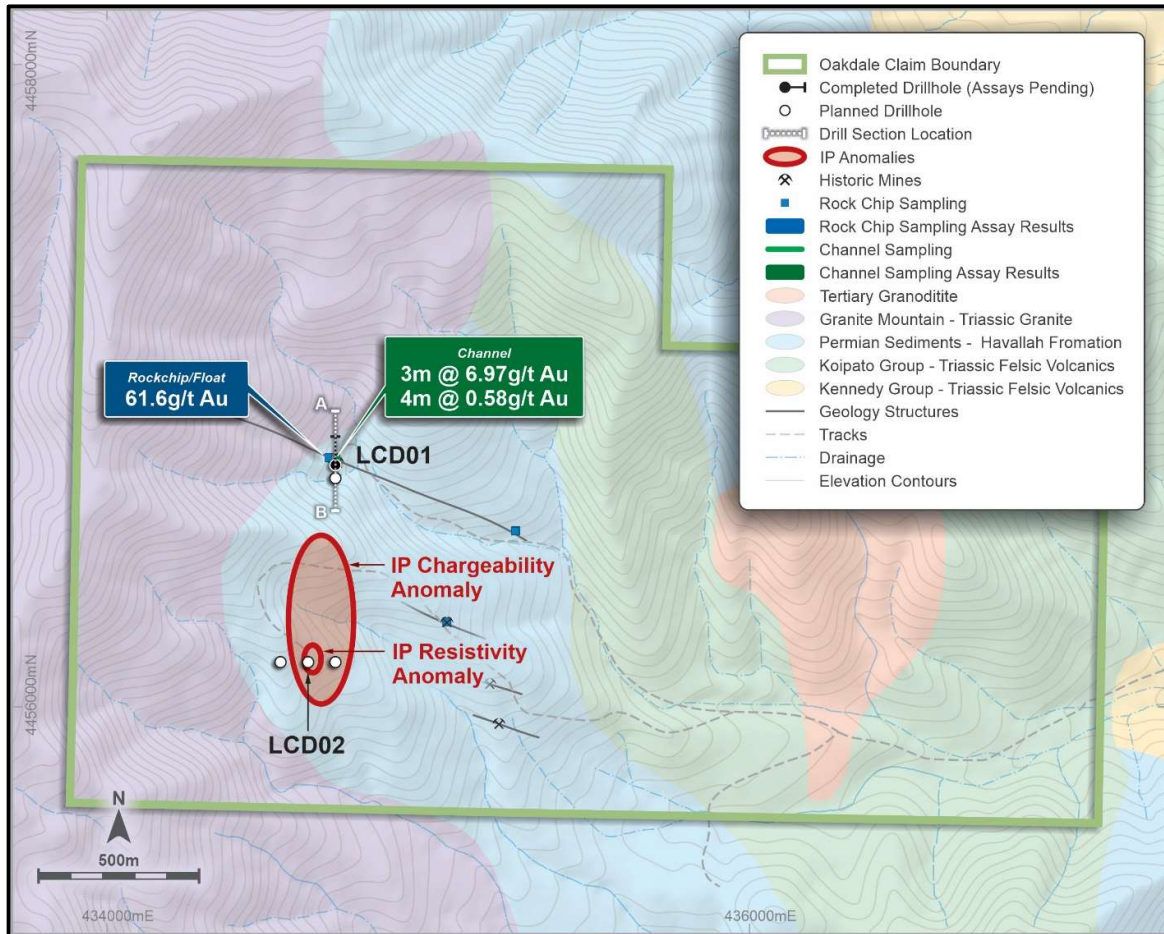 4458000mN
Oakdale Claim Boundary
Completed Drillhole (Assays Pending)
Planned Drillhole
Drill Section Location
IP Anomalies
Historic Mines
Rock Chip Sampling
Rock Chip Sampling Assay Results
Channel Sampling
Channel Sampling Assay Results
Tertiary Granoditite
Granite Mountain - Triassic Granite
Permian Sediments - Havallah Fromation
Koipato Group - Triassic Felsic Volcanics
Kennedy Group - Triassic Felsic Volcanics
Geology Structures
Tracks
Drainage
Elevation Contours
Rockchip/Float
61.6g/t Au
Channel
3m @ 6.97g/t Au
4m @ 0.58g/t Au
A
LCD01
B
IP Chargeability
Anomaly
IP Resistivity
Anomaly
LCD02
4456000mN
N
500m
434000mE
436000mE